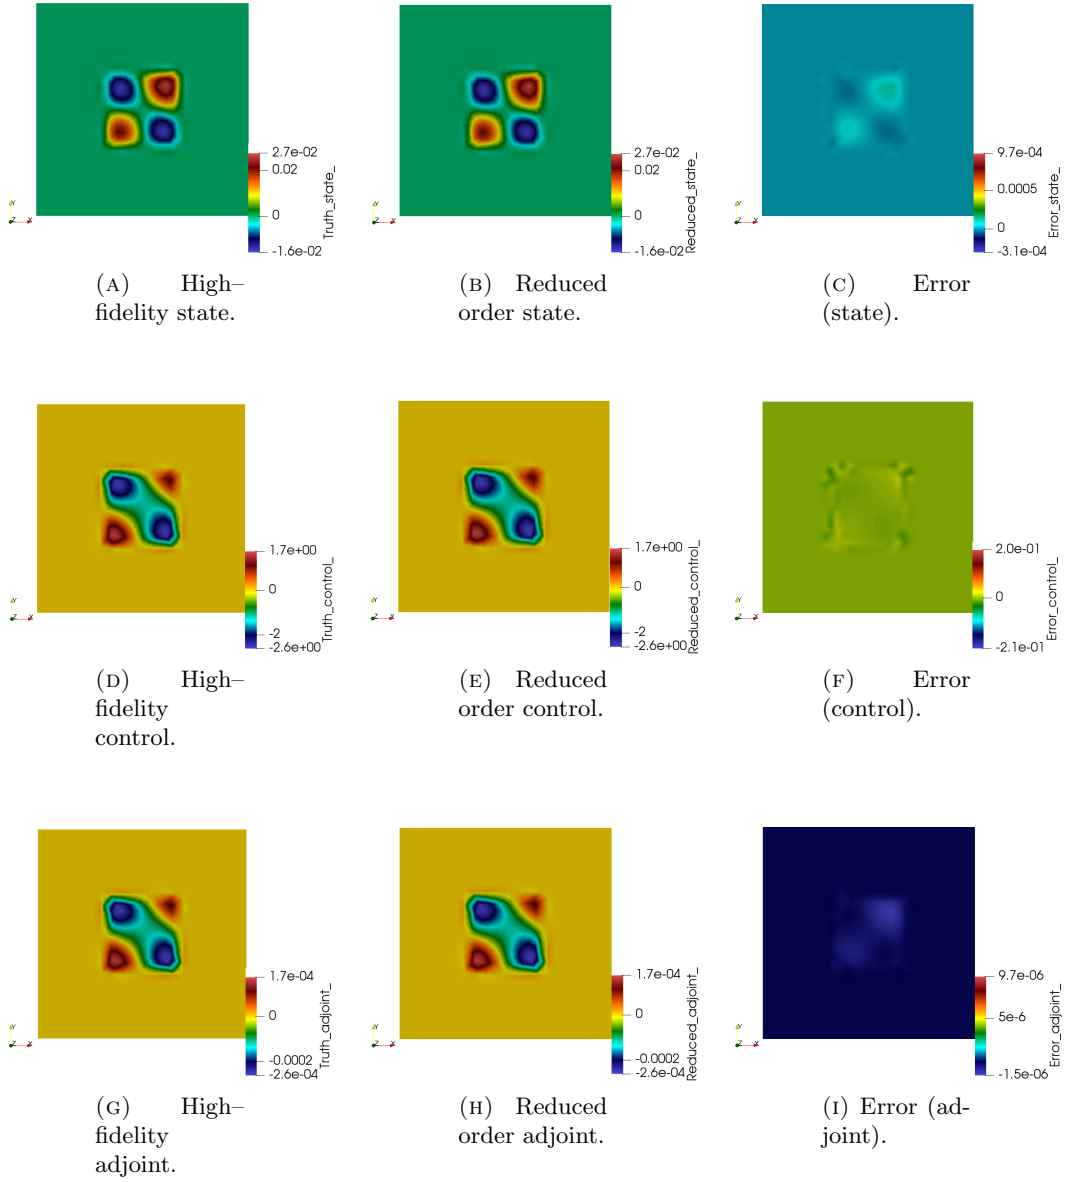 2.7e-02
0.02
0
-1.6e-02
Truth_state_
Y
Z X
(A) High–
fidelity state.
2.7e-02
0.02
0
-1.6e-02
Reduced_state_
Y
Z X
(B) Reduced
order state.
9.7e-04
0.0005
0
-3.1e-04
Error_state_
Y
Z X
(C) Error
(state).
1.7e+00
0
-2
-2.6e+00
Truth_control_
Y
Z X
(D) High–
fidelity
control.
1.7e+00
0
-2
-2.6e+00
Reduced_control_
Y
Z X
(E) Reduced
order control.
2.0e-01
0
-2.1e-01
Error_control_
Y
Z X
(F) Error
(control).
1.7e-04
0
-0.0002
-2.6e-04
Truth_adjoint_
Y
Z X
(G) High–
fidelity
adjoint.
1.7e-04
0
-0.0002
-2.6e-04
Reduced_adjoint_
Y
Z X
(H) Reduced
order adjoint.
9.7e-06
5e-6
-1.5e-06
Error_adjoint_
Y
Z X
(I) Error (ad-
joint).